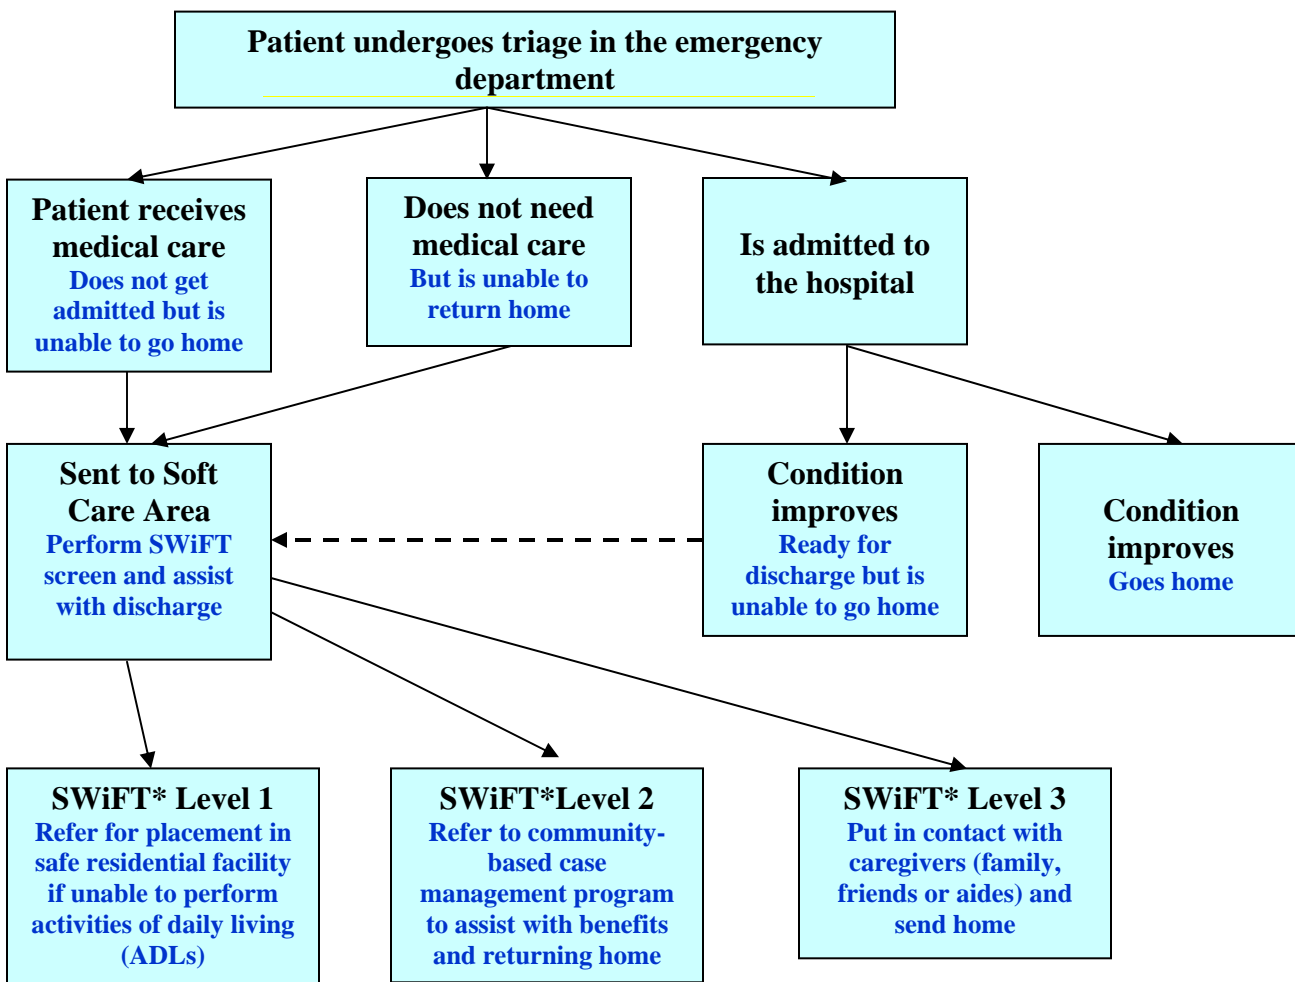 Patient undergoes triage in the emergency
department
Patient receives
medical care
Does not get
admitted but is
unable to go home
Does not need
medical care
But is unable to
return home
Is admitted to
the hospital
Sent to Soft
Care Area
Perform SWiFT
screen and assist
with discharge
Condition
improves
Ready for
discharge but is
unable to go home
Condition
improves
Goes home
SWiFT* Level 1
Refer for placement in
safe residential facility
if unable to perform
activities of daily living
(ADLs)
SWiFT*Level 2
Refer to community-
based case
management program
to assist with benefits
and returning home
SWiFT* Level 3
Put in contact with
caregivers (family,
friends or aides) and
send home